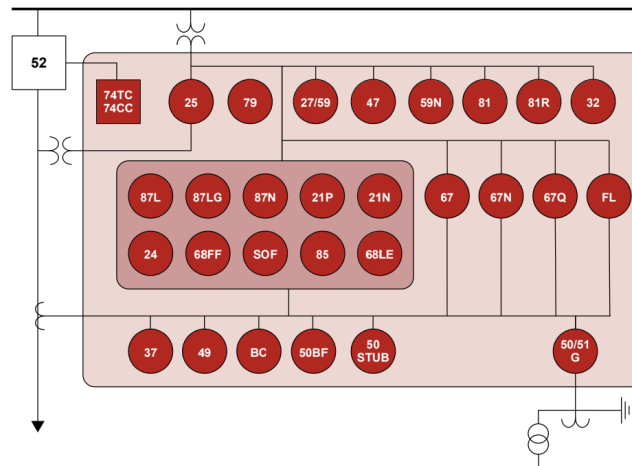 52
74TC
74CC
25
79
27/59
47
59N
81
81R
32
87L
87LG
87N
21P
21N
67
67N
67Q
FL
24
68FF
SOF
85
68LE
37
49
BC
50BF
50
STUB
50/51
G